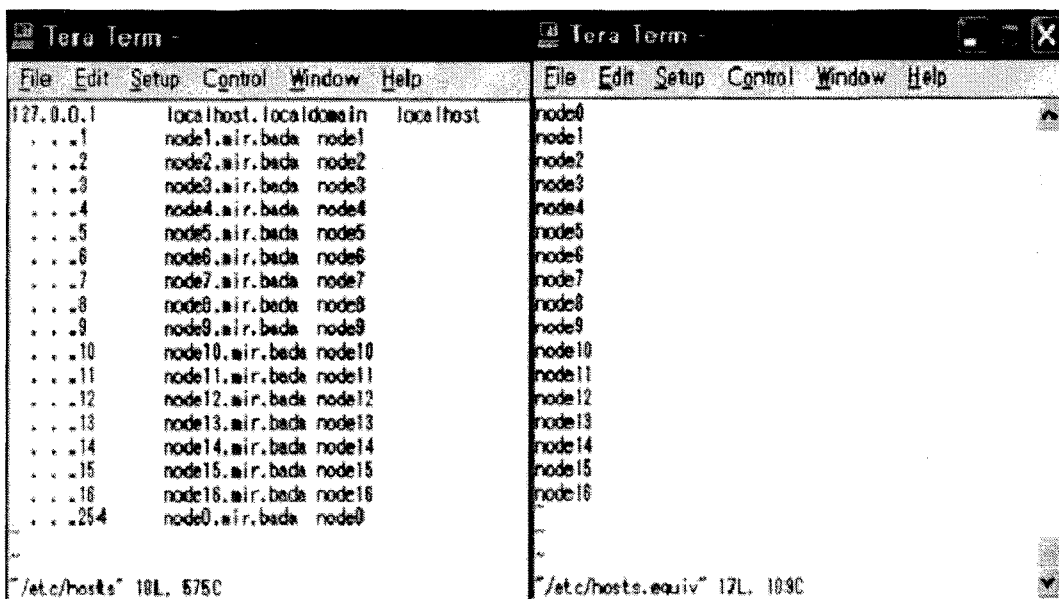 Tera Term -
File Edit Setup Control Window Help
127.0.0.1 localhost.localdomain localhost
. . .1 node1.mir.bada node1
. . .2 node2.mir.bada node2
. . .3 node3.mir.bada node3
. . .4 node4.mir.bada node4
. . .5 node5.mir.bada node5
. . .6 node6.mir.bada node6
. . .7 node7.mir.bada node7
. . .8 node8.mir.bada node8
. . .9 node9.mir.bada node9
. . .10 node10.mir.bada node10
. . .11 node11.mir.bada node11
. . .12 node12.mir.bada node12
. . .13 node13.mir.bada node13
. . .14 node14.mir.bada node14
. . .15 node15.mir.bada node15
. . .16 node16.mir.bada node16
. . .254 node0.mir.bada node0
~
~
"/etc/hosts" 18L, 575C
Tera Term -
File Edit Setup Control Window Help
node0
node1
node2
node3
node4
node5
node6
node7
node8
node9
node10
node11
node12
node13
node14
node15
node16
~
~
~
"/etc/hosts.equiv" 17L, 109C